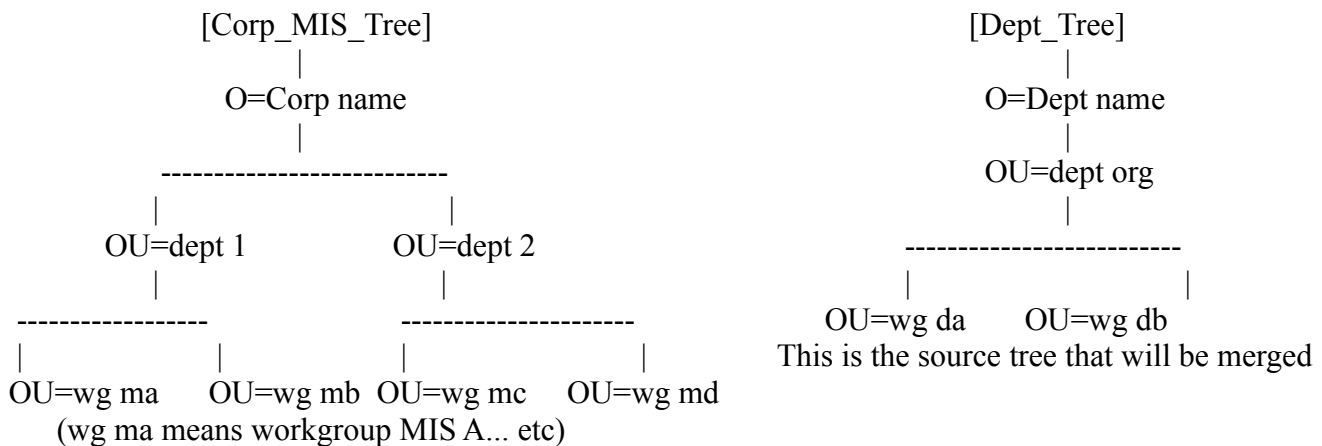 [Corp_MIS_Tree] [Dept_Tree]
| |
O=Corp name O=Dept name
| |
--------------------------- OU=dept org
| | |
OU=dept 1 OU=dept 2 --------------------------
| | | |
------------------ ---------------------- OU=wg da OU=wg db
| | | | This is the source tree that will be merged
OU=wg ma OU=wg mb OU=wg mc OU=wg md
(wg ma means workgroup MIS A... etc)